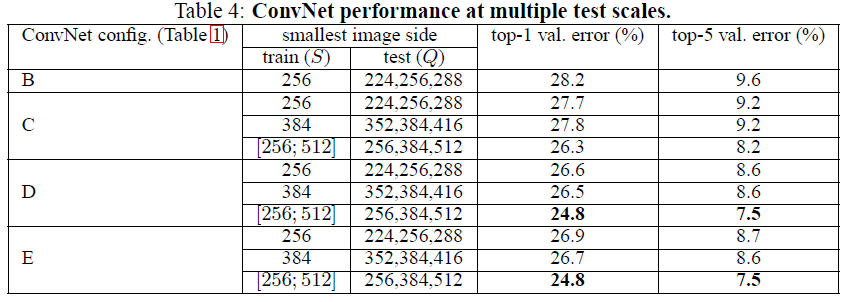 Table 4: ConvNet performance at multiple test scales.
ConvNet config. (Table 1) smallest image side top-1 val. error (%) top-5 val. error (%)
train (S) test (Q)
B 256 224,256,288 28.2 9.6
256 224,256,288 27.7 9.2
C 384 352,384,416 27.8 9.2
[256; 512] 256,384,512 26.3 8.2
256 224,256,288 26.6 8.6
D 384 352,384,416 26.5 8.6
[256; 512] 256,384,512 24.8 7.5
256 224,256,288 26.9 8.7
E 384 352,384,416 26.7 8.6
[256; 512] 256,384,512 24.8 7.5